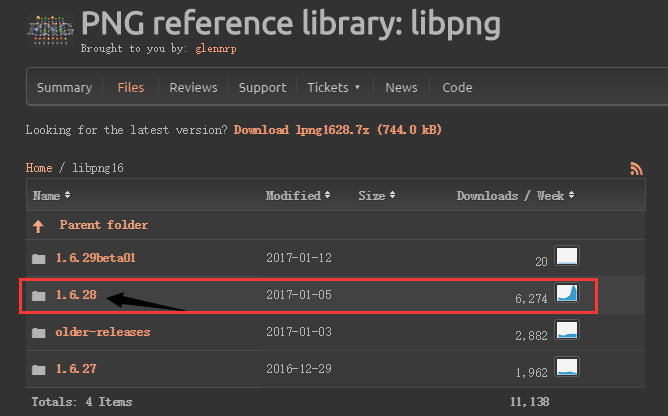 PNG reference library: libpng
Brought to you by: glennrp
Summary Files Reviews Support Tickets ▾ News Code
Looking for the latest version? Download lpng1628.7z (744.0 kB)
Home / libpng16
Name Modified Size Downloads / Week
Parent folder
1.6.29beta01 2017-01-12 20
1.6.28 2017-01-05 6,274
older-releases 2017-01-03 2,882
1.6.27 2016-12-29 1,962
Totals: 4 Items 11,138